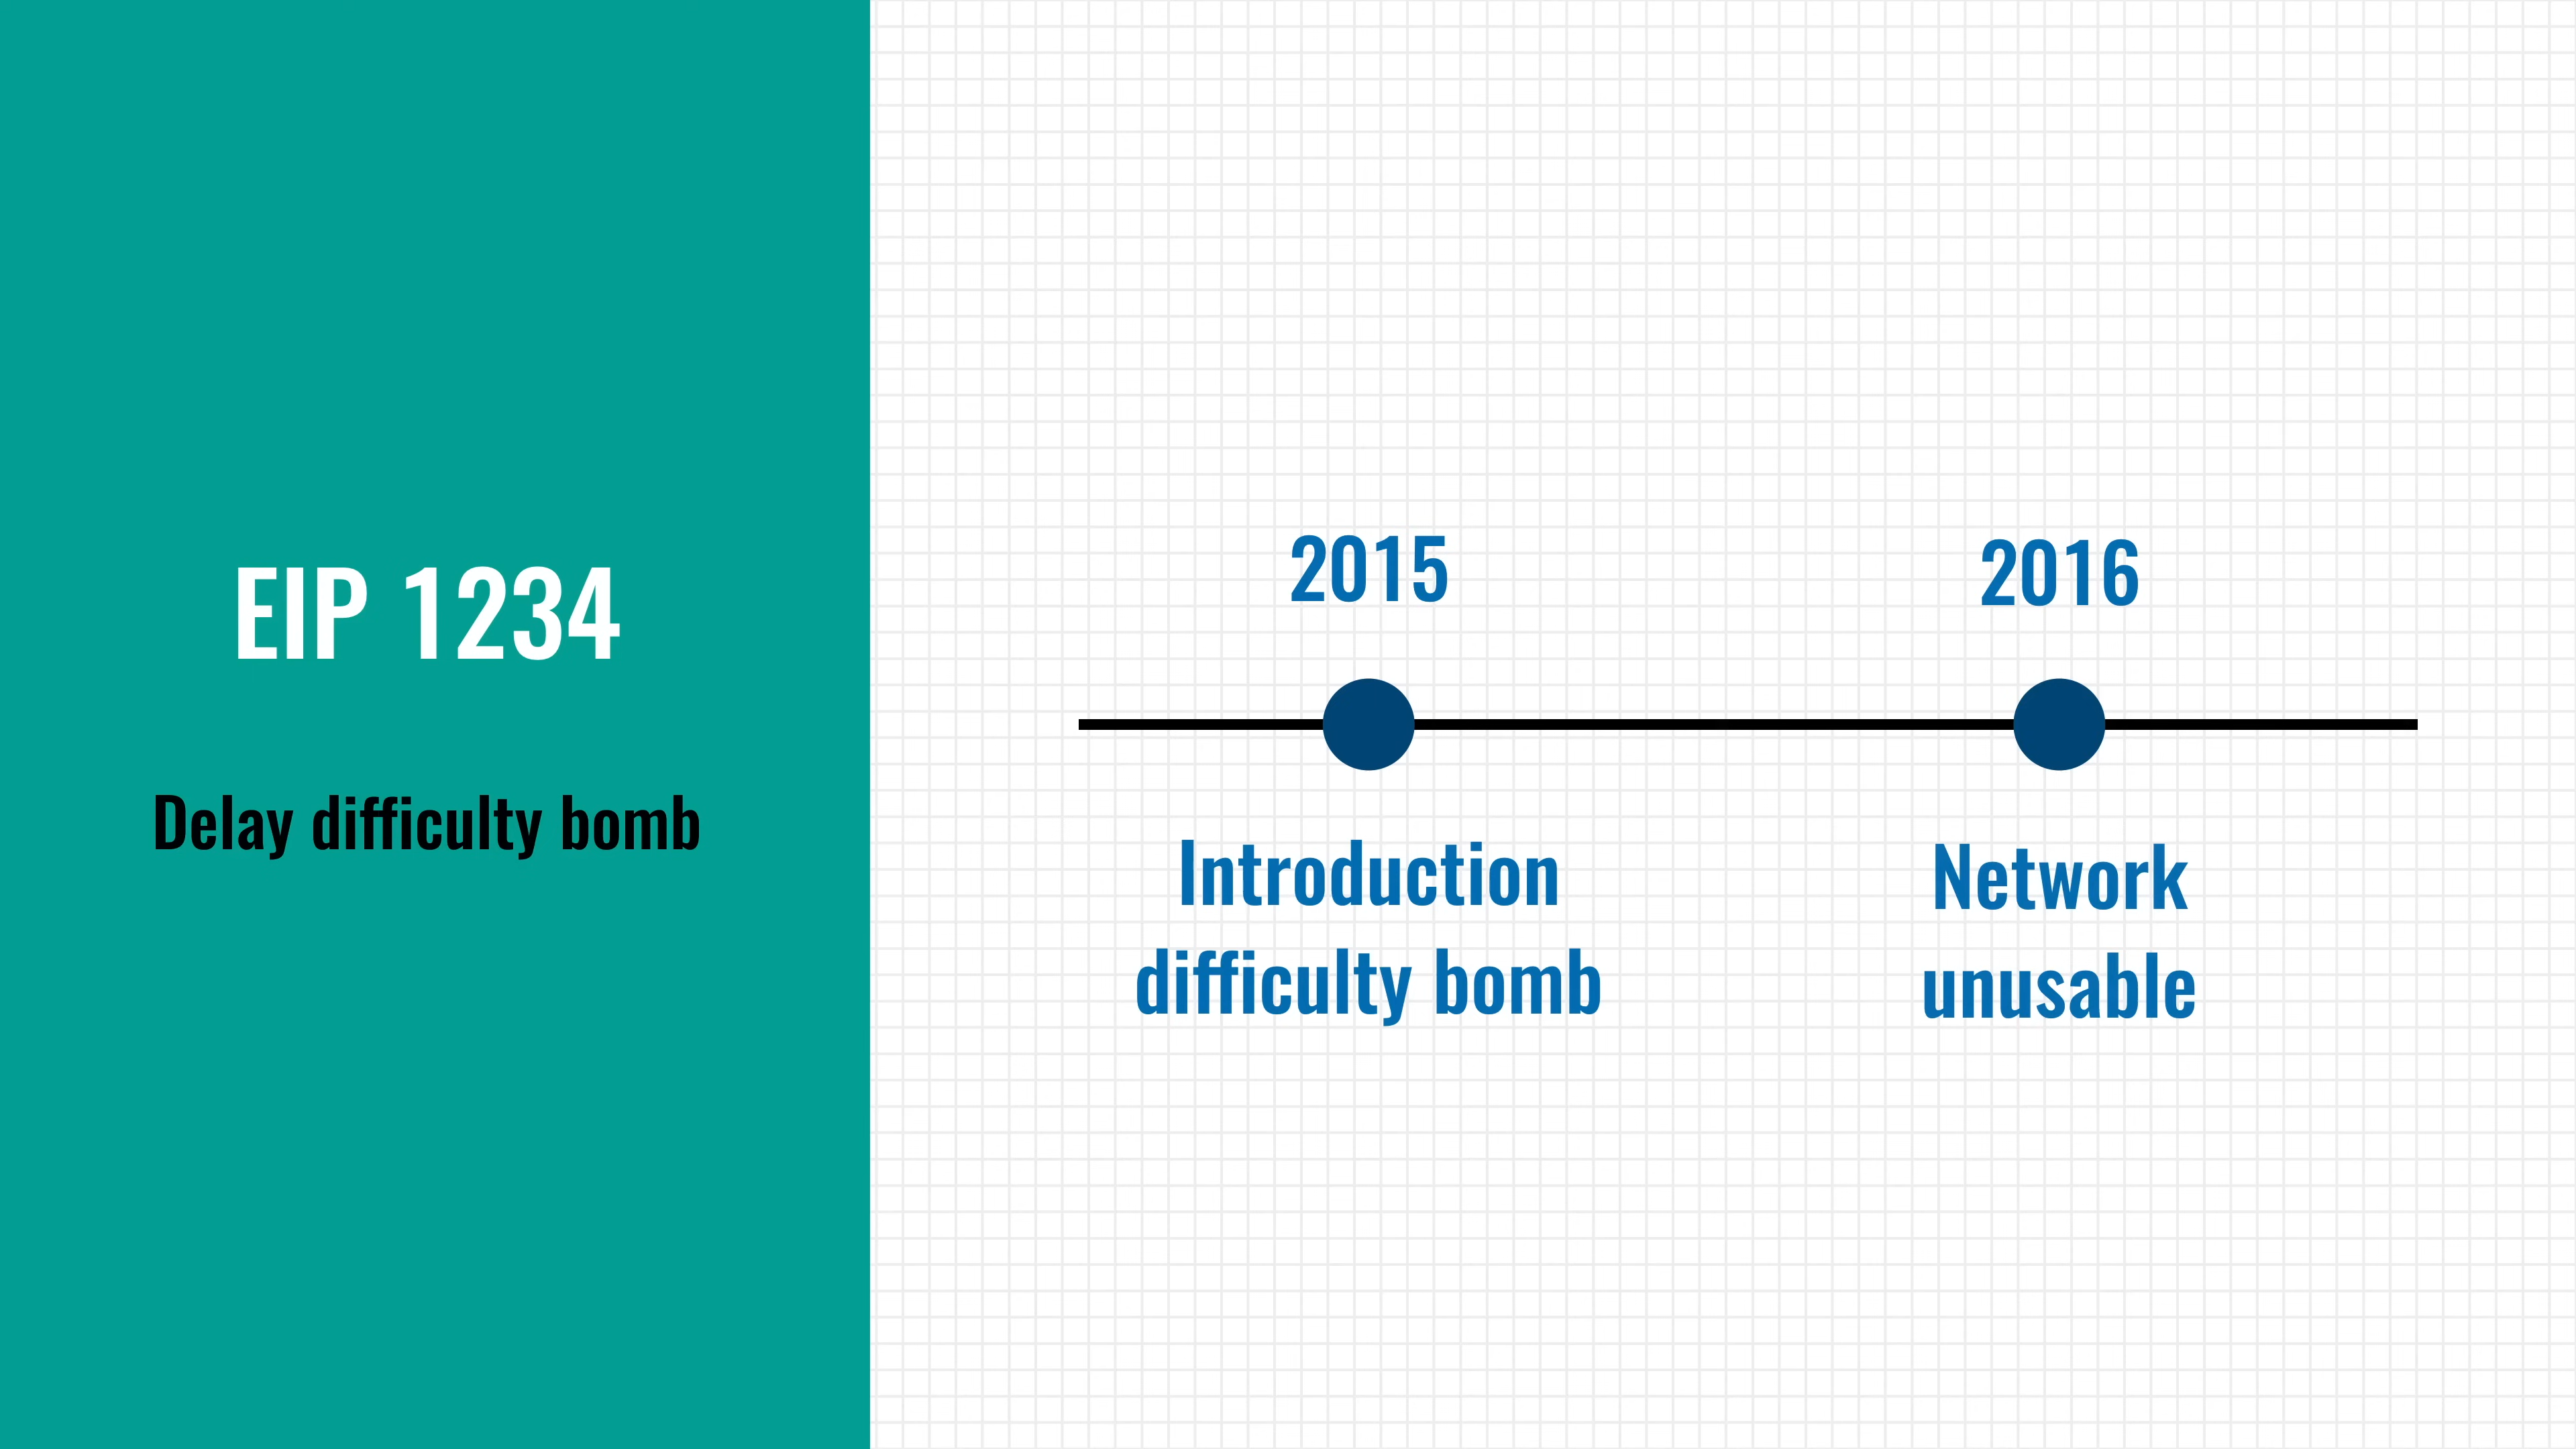 EIP 1234
Delay difficulty bomb
2015
2016
Introduction
difficulty bomb
Network
unusable